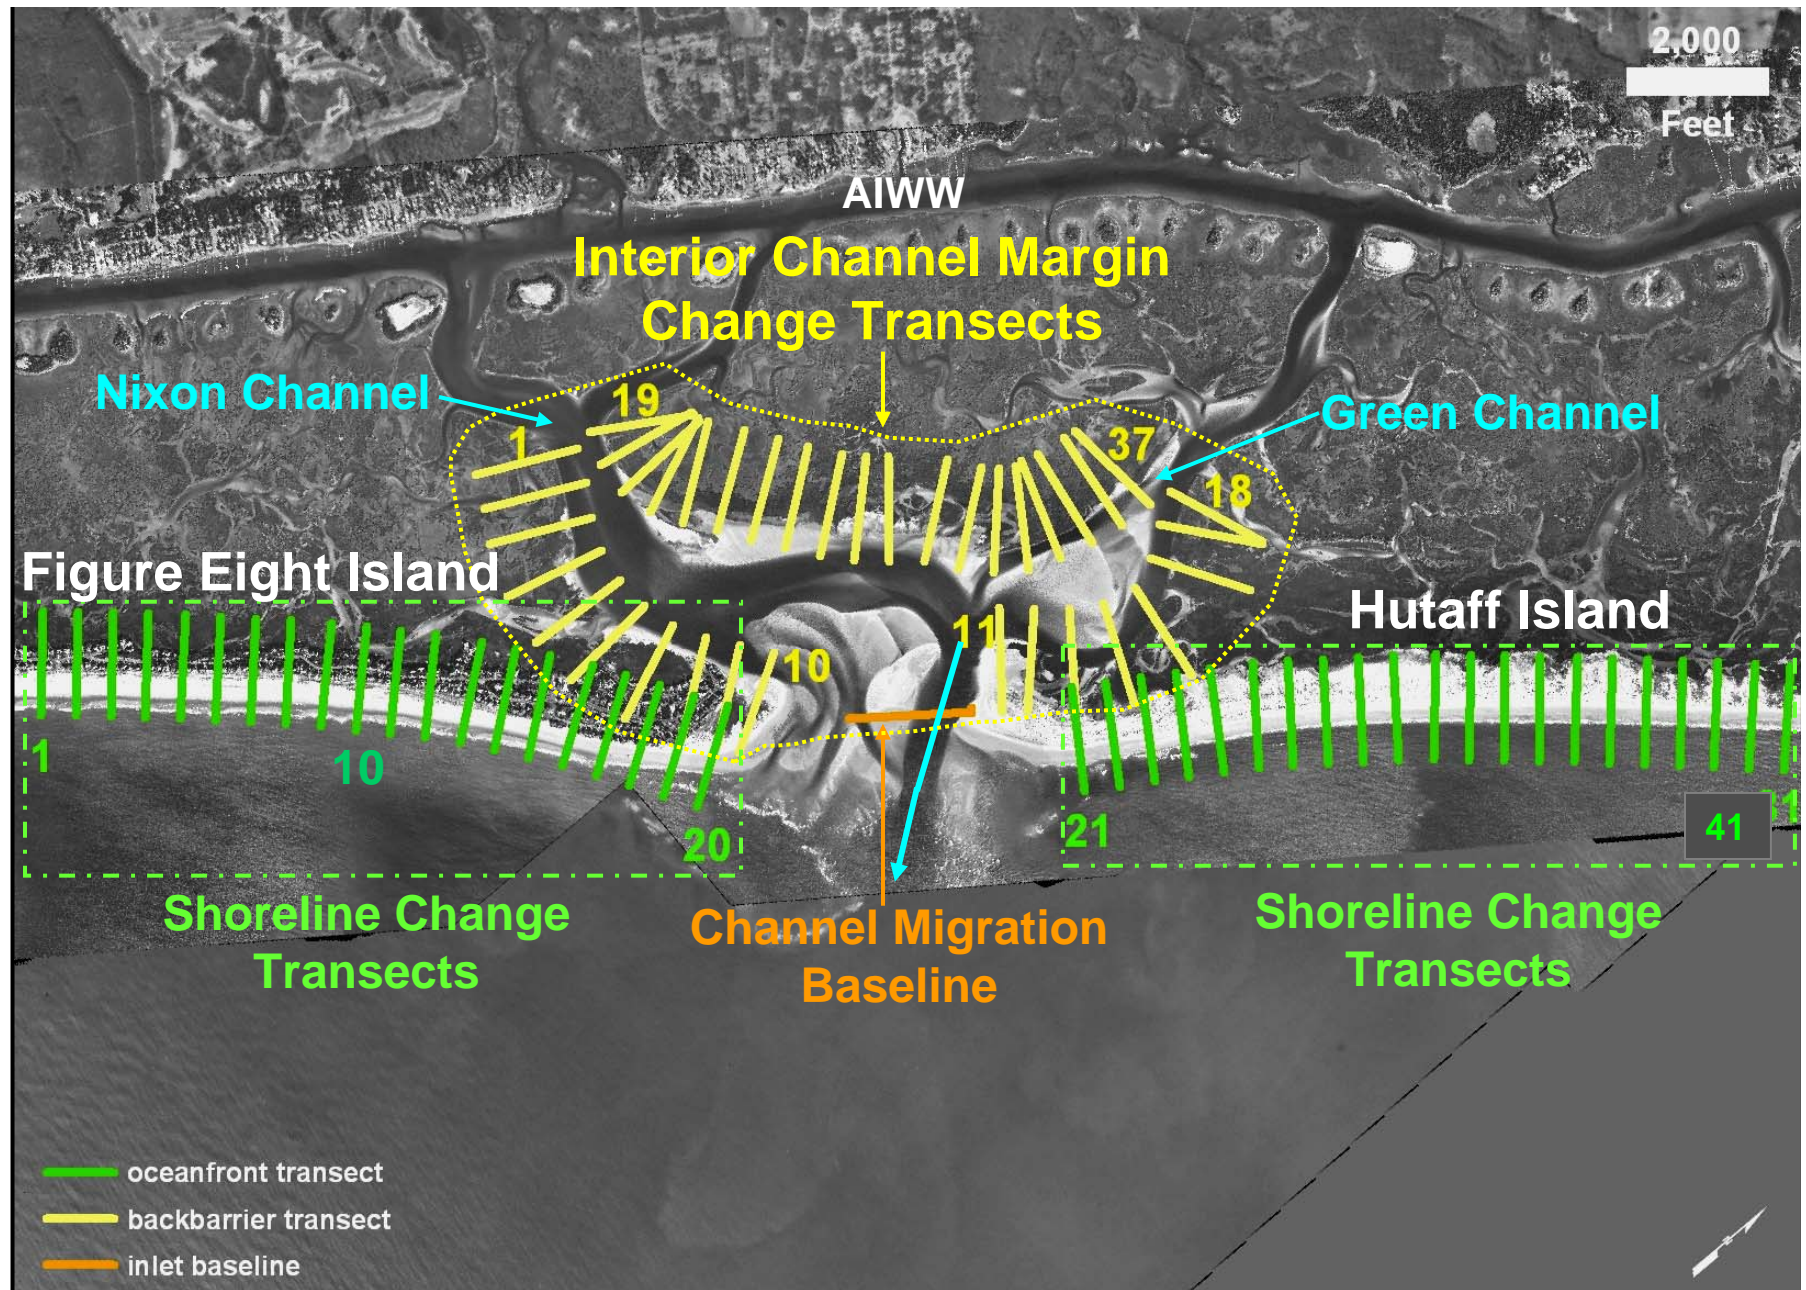 2,000
Feet
AIWW
Interior Channel Margin
Change Transects
Nixon Channel
19
1
Green Channel
37
18
Figure Eight Island
Hutaff Island
11
10
1
10
20
21
41
Shoreline Change
Transects
Channel Migration
Baseline
Shoreline Change
Transects
oceanfront transect
backbarrier transect
inlet baseline